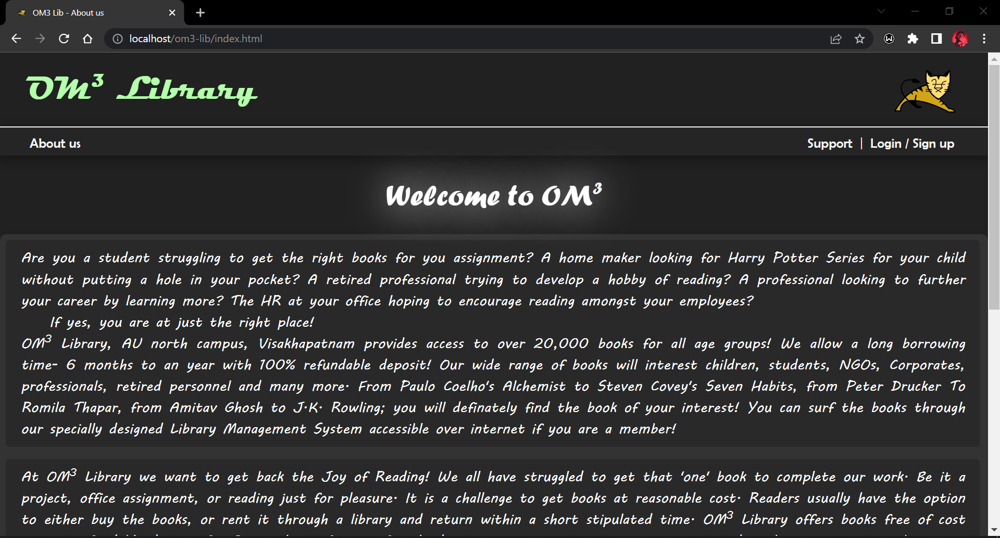 OM3 Lib - About us
localhost/om3-lib/index.html
OM³ Library
About us
Support | Login / Sign up
Welcome to OM³
Are you a student struggling to get the right books for you assignment? A home maker looking for Harry Potter Series for your child
without putting a hole in your pocket? A retired professional trying to develop a hobby of reading? A professional looking to further
your career by learning more? The HR at your office hoping to encourage reading amongst your employees?
If yes, you are at just the right place!
OM³ Library, AU north campus, Visakhapatnam provides access to over 20,000 books for all age groups! We allow a long borrowing
time- 6 months to an year with 100% refundable deposit! Our wide range of books will interest children, students, NGOs, Corporates,
professionals, retired personnel and many more. From Paulo Coelho's Alchemist to Steven Covey's Seven Habits, from Peter Drucker To
Romila Thapar, from Amitav Ghosh to J.K. Rowling; you will definately find the book of your interest! You can surf the books through
our specially designed Library Management System accessible over internet if you are a member!
At OM³ Library we want to get back the Joy of Reading! We all have struggled to get that 'one' book to complete our work. Be it a
project, office assignment, or reading just for pleasure. It is a challenge to get books at reasonable cost. Readers usually have the option
to either buy the books, or rent it through a library and return within a short stipulated time. OM³ Library offers books free of cost